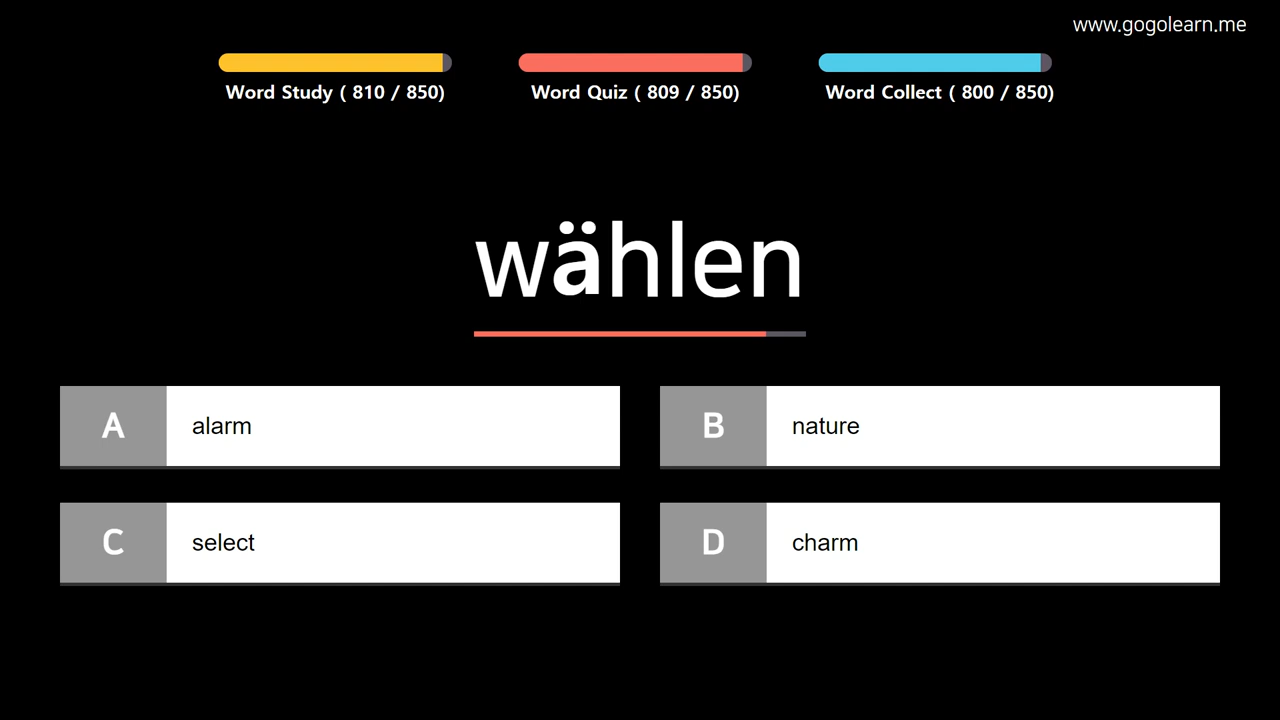 www.gogolearn.me
Word Study ( 810 / 850)
Word Quiz ( 809 / 850)
Word Collect ( 800 / 850)
wählen
A alarm
B nature
C select
D charm